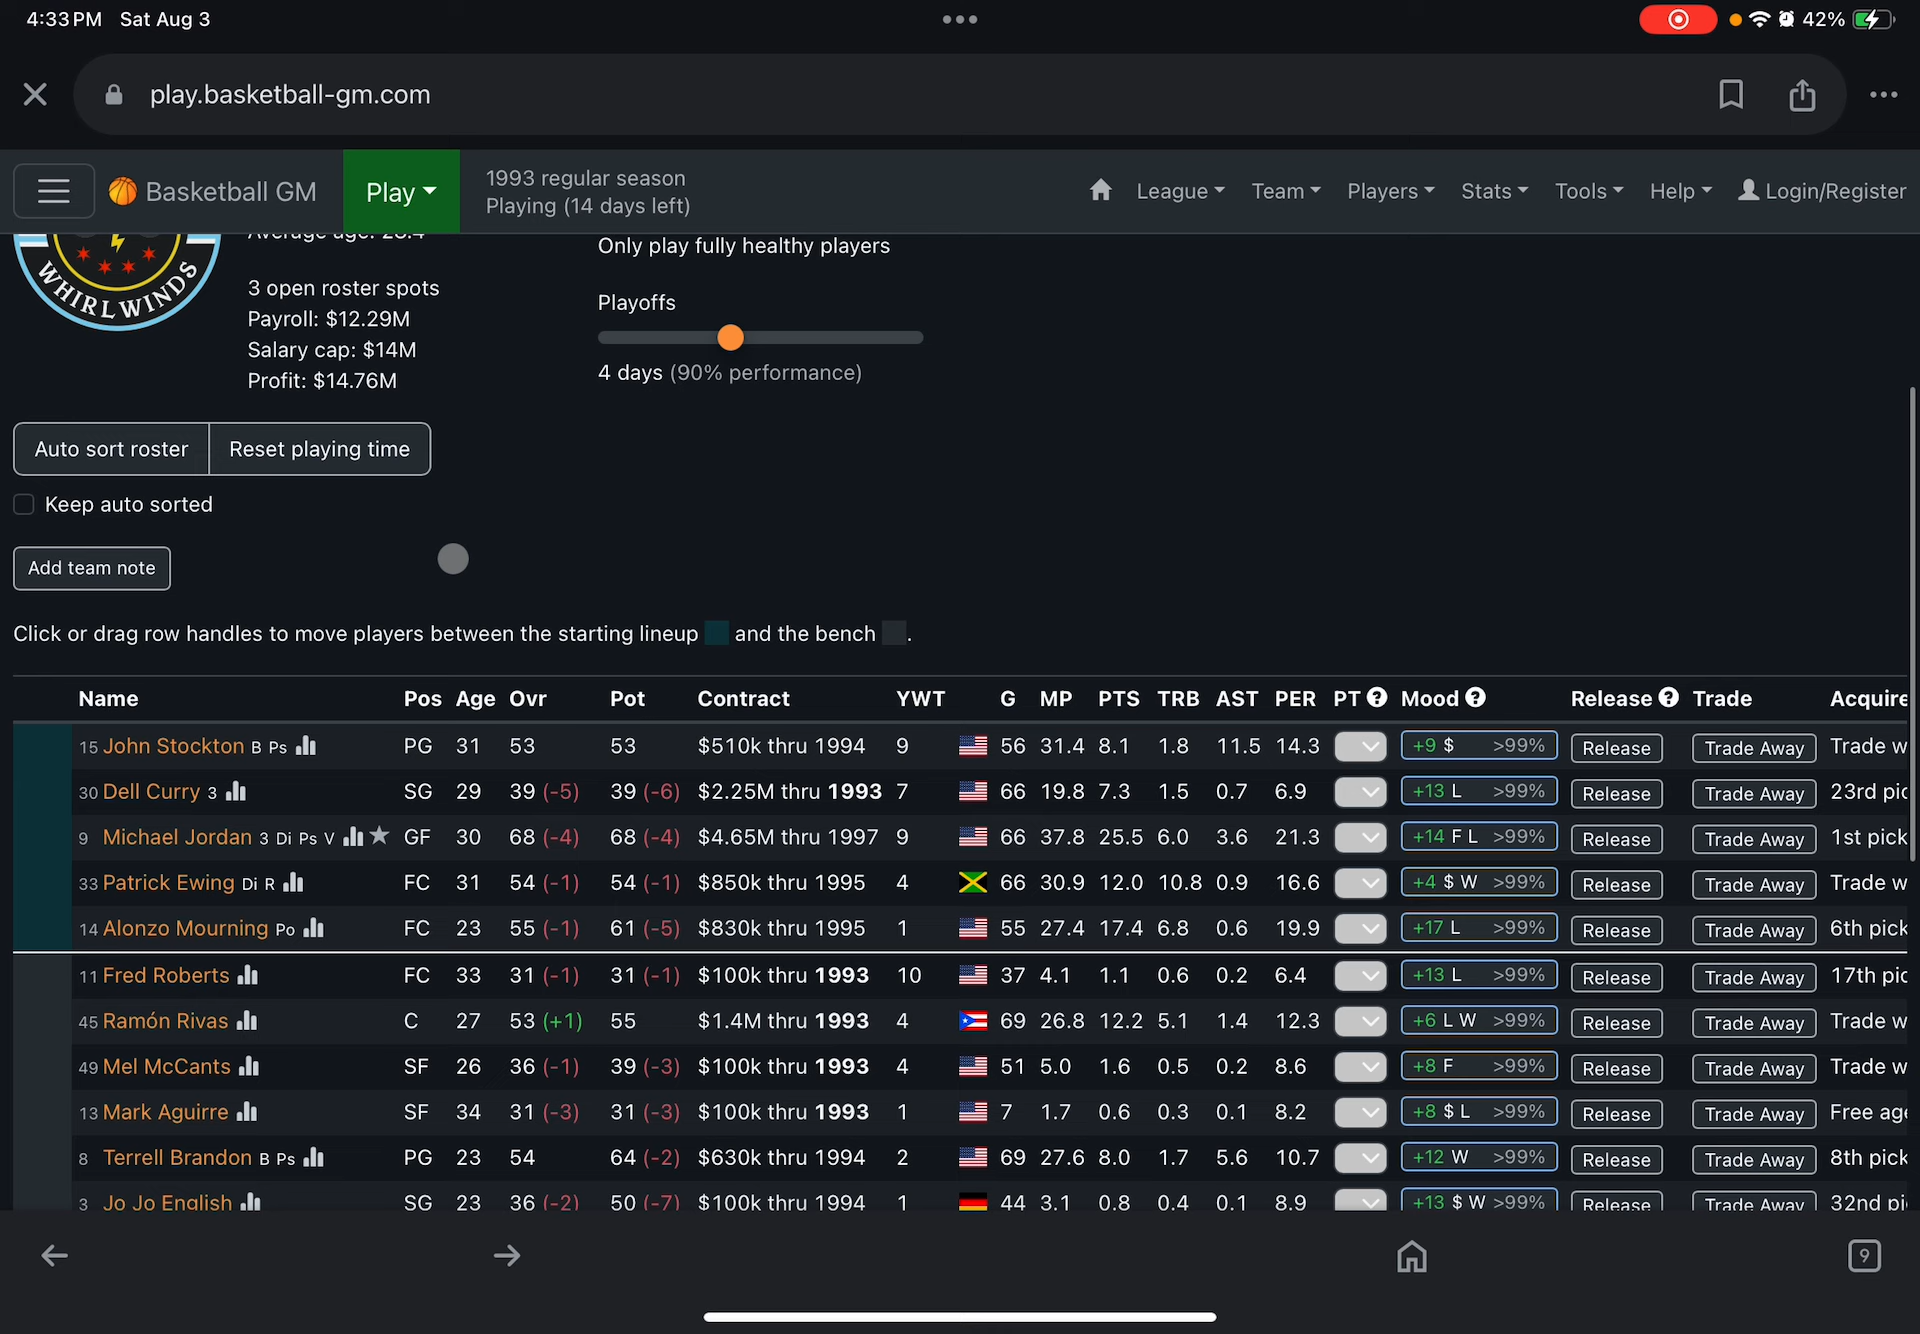 4:33 PM Sat Aug 3
42%
play.basketball-gm.com
Basketball GM
Play
1993 regular season
Playing (14 days left)
League Team Players Stats Tools Help Login/Register
WHIRLWINDS
3 open roster spots
Payroll: $12.29M
Salary cap: $14M
Profit: $14.76M
Only play fully healthy players
Playoffs
4 days (90% performance)
Auto sort roster Reset playing time
Keep auto sorted
Add team note
Click or drag row handles to move players between the starting lineup and the bench .
Name Pos Age Ovr Pot Contract YWT G MP PTS TRB AST PER PT Mood Release Trade Acquire
15 John Stockton B Ps PG 31 53 53 $510k thru 1994 9 56 31.4 8.1 1.8 11.5 14.3 +9 $ >99% Release Trade Away Trade w
30 Dell Curry 3 SG 29 39 (-5) 39 (-6) $2.25M thru 1993 7 66 19.8 7.3 1.5 0.7 6.9 +13 L >99% Release Trade Away 23rd pic
9 Michael Jordan 3 Di Ps V GF 30 68 (-4) 68 (-4) $4.65M thru 1997 9 66 37.8 25.5 6.0 3.6 21.3 +14 F L >99% Release Trade Away 1st pick
33 Patrick Ewing Di R FC 31 54 (-1) 54 (-1) $850k thru 1995 4 66 30.9 12.0 10.8 0.9 16.6 +4 $ W >99% Release Trade Away Trade w
14 Alonzo Mourning Po FC 23 55 (-1) 61 (-5) $830k thru 1995 1 55 27.4 17.4 6.8 0.6 19.9 +17 L >99% Release Trade Away 6th pick
11 Fred Roberts FC 33 31 (-1) 31 (-1) $100k thru 1993 10 37 4.1 1.1 0.6 0.2 6.4 +13 L >99% Release Trade Away 17th pic
45 Ramón Rivas C 27 53 (+1) 55 $1.4M thru 1993 4 69 26.8 12.2 5.1 1.4 12.3 +6 L W >99% Release Trade Away Trade w
49 Mel McCants SF 26 36 (-1) 39 (-3) $100k thru 1993 4 51 5.0 1.6 0.5 0.2 8.6 +8 F >99% Release Trade Away Trade w
13 Mark Aguirre SF 34 31 (-3) 31 (-3) $100k thru 1993 1 7 1.7 0.6 0.3 0.1 8.2 +8 $ L >99% Release Trade Away Free age
8 Terrell Brandon B Ps PG 23 54 64 (-2) $630k thru 1994 2 69 27.6 8.0 1.7 5.6 10.7 +12 W >99% Release Trade Away 8th pick
3 Jo Jo English SG 23 36 (-2) 50 (-7) $100k thru 1994 1 44 3.1 0.8 0.4 0.1 8.9 +13 $ W >99% Release Trade Away 32nd pi
9